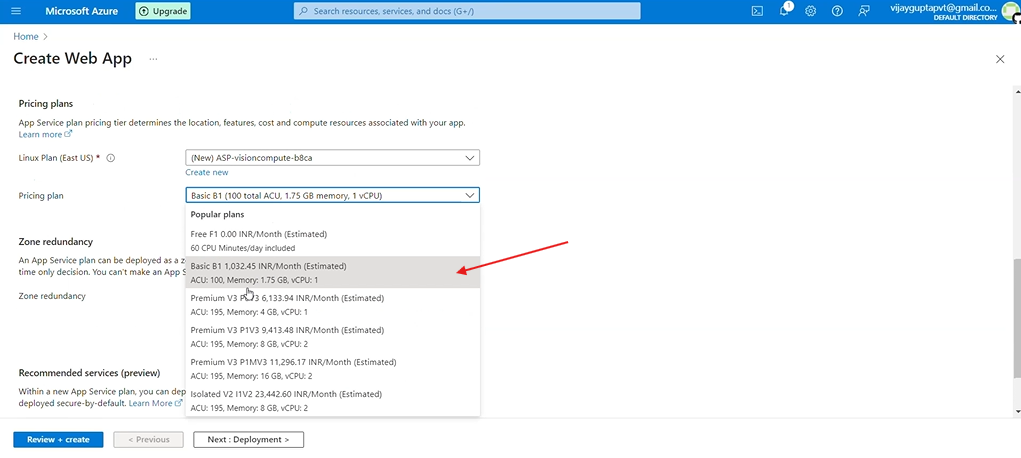 Microsoft Azure
Upgrade
Search resources, services, and docs (G+/)
1
vijayguptapvt@gmail.co...
DEFAULT DIRECTORY
Home >
Create Web App ...
Pricing plans
App Service plan pricing tier determines the location, features, cost and compute resources associated with your app.
Learn more
Linux Plan (East US) *
(New) ASP-visioncompute-b8ca
Create new
Pricing plan
Basic B1 (100 total ACU, 1.75 GB memory, 1 vCPU)
Popular plans
Free F1 0.00 INR/Month (Estimated)
60 CPU Minutes/day included
Basic B1 1,032.45 INR/Month (Estimated)
ACU: 100, Memory: 1.75 GB, vCPU: 1
Premium V3 6,133.94 INR/Month (Estimated)
ACU: 195, Memory: 4 GB, vCPU: 1
Premium V3 P1V3 9,413.48 INR/Month (Estimated)
ACU: 195, Memory: 8 GB, vCPU: 2
Premium V3 P1MV3 11,296.17 INR/Month (Estimated)
ACU: 195, Memory: 16 GB, vCPU: 2
Isolated V2 I1V2 23,442.60 INR/Month (Estimated)
ACU: 195, Memory: 8 GB, vCPU: 2
Zone redundancy
An App Service plan can be deployed as a
time only decision. You can't make an App
Zone redundancy
Recommended services (preview)
Within a new App Service plan, you can
deployed secure-by-default. Learn More
Review + create
< Previous
Next : Deployment >